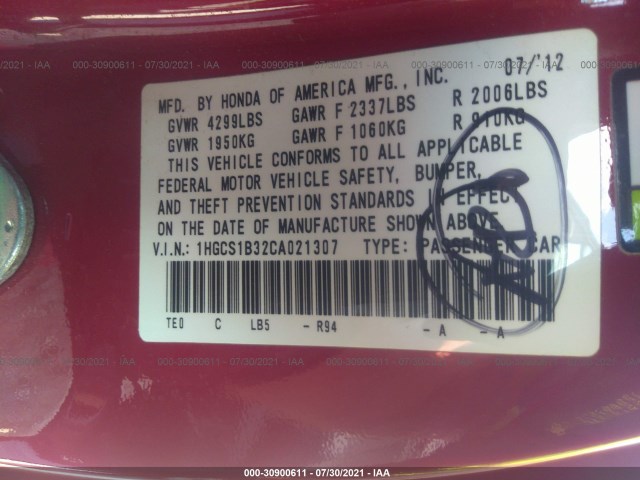 000-30900611 - 07/30/2021 - IAA
MFD. BY HONDA OF AMERICA MFG., INC. 07/'12
GVWR 4299LBS GAWR F 2337LBS R 2006LBS
GVWR 1950KG GAWR F 1060KG R 910KG
THIS VEHICLE CONFORMS TO ALL APPLICABLE
FEDERAL MOTOR VEHICLE SAFETY, BUMPER,
AND THEFT PREVENTION STANDARDS IN EFFECT
ON THE DATE OF MANUFACTURE SHOWN ABOVE.
V.I.N.: 1HGCS1B32CA021307 TYPE: PASSENGER CAR
TE0 C LB5 - R94 - A - A
000-30900611 - 07/30/2021 - IAA